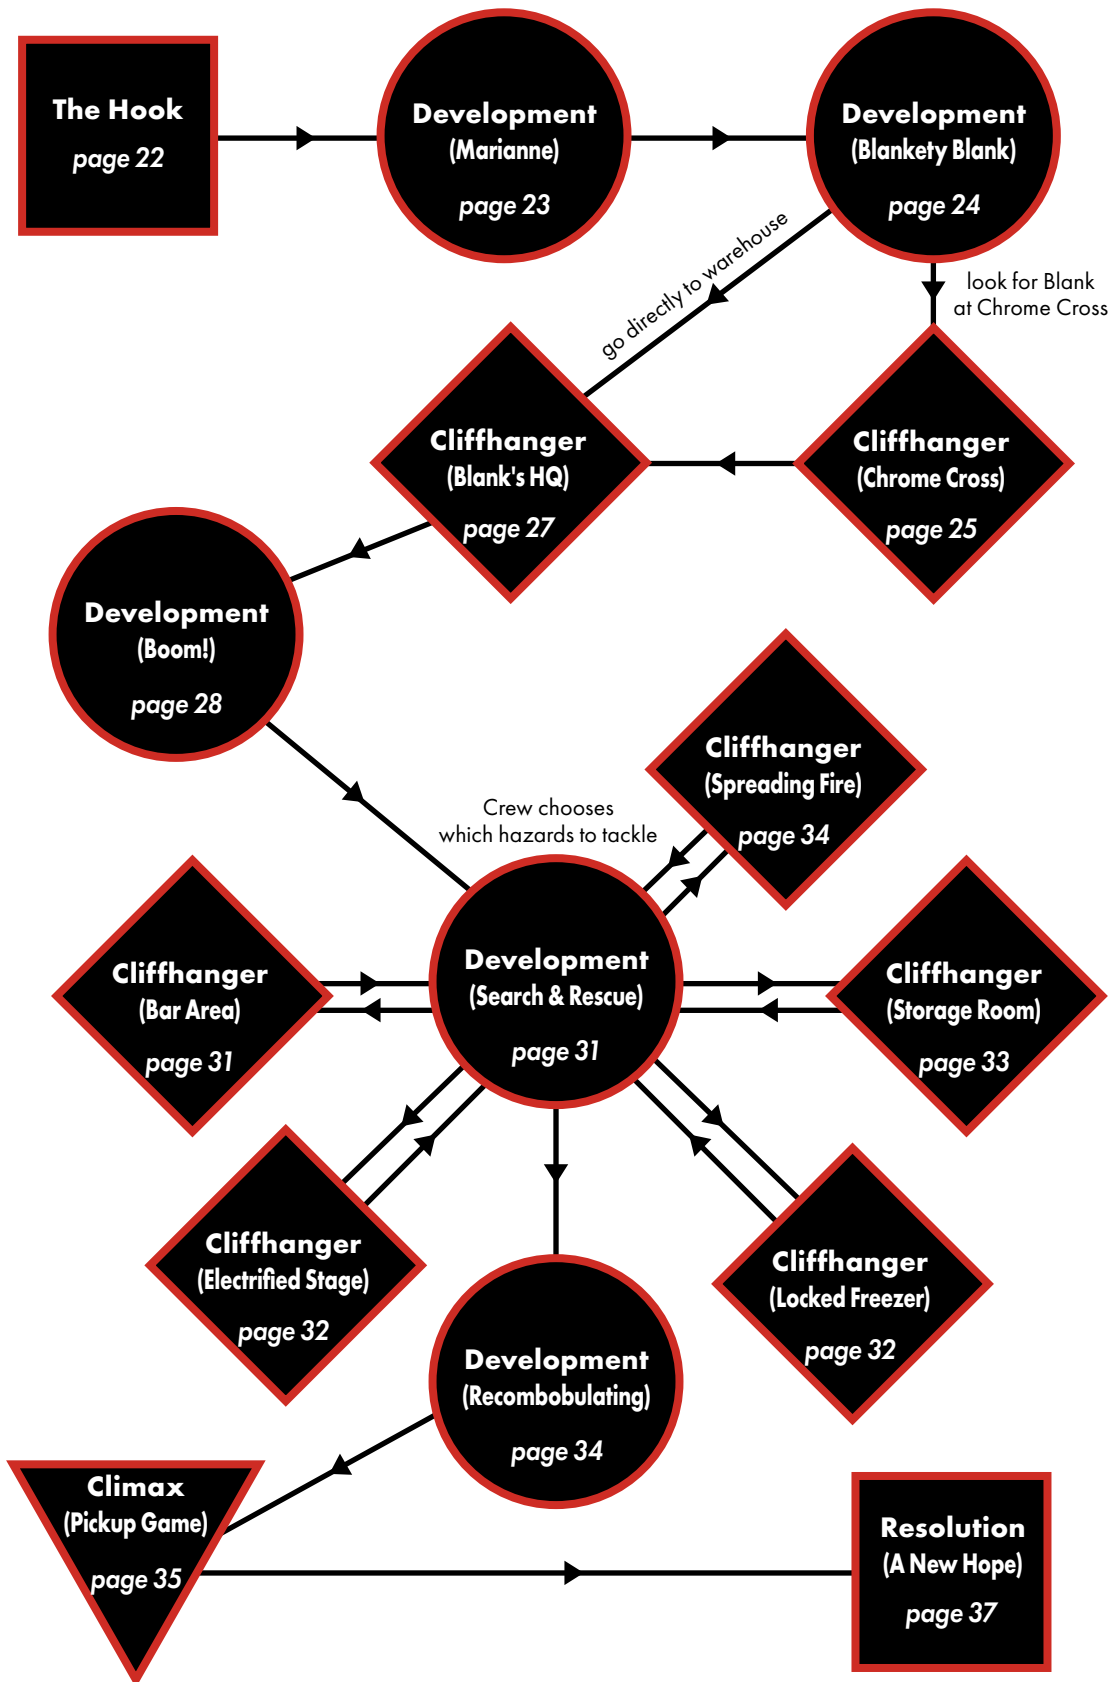 The Hook
page 22
Development
(Marianne)
page 23
Development
(Blankety Blank)
page 24
go directly to warehouse
look for Blank
at Chrome Cross
Cliffhanger
(Blank's HQ)
page 27
Cliffhanger
(Chrome Cross)
page 25
Development
(Boom!)
page 28
Cliffhanger
(Spreading Fire)
page 34
Crew chooses
which hazards to tackle
Cliffhanger
(Bar Area)
page 31
Development
(Search & Rescue)
page 31
Cliffhanger
(Storage Room)
page 33
Cliffhanger
(Electrified Stage)
page 32
Cliffhanger
(Locked Freezer)
page 32
Development
(Recombobulating)
page 34
Climax
(Pickup Game)
page 35
Resolution
(A New Hope)
page 37